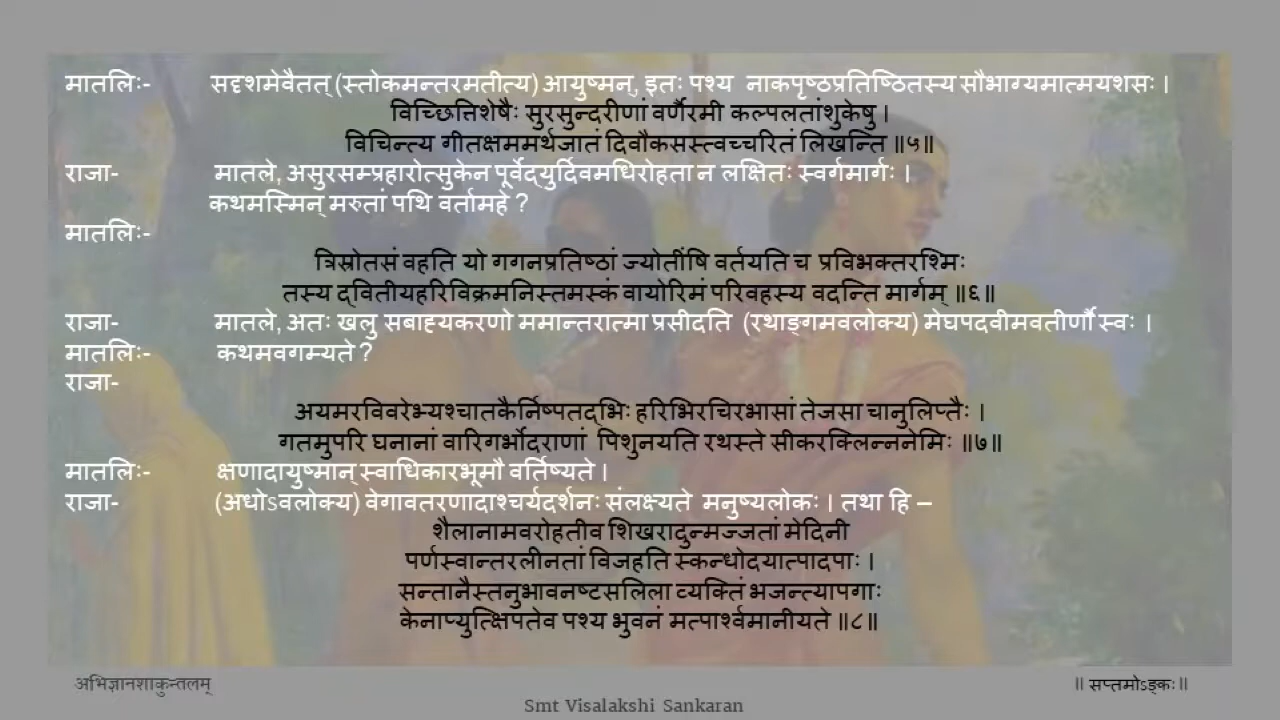 मातलिः- सदृशमेवैतत् (स्तोकमन्तरमतीत्य) आयुष्मन्, इतः पश्य नाकपृष्ठप्रतिष्ठितस्य सौभाग्यमात्मयशसः ।
विच्छित्तिशेषैः सुरसुन्दरीणां वर्णैरमी कल्पलतांशुकेषु ।
विचिन्त्य गीतक्षममर्थजातं दिवौकसस्त्वच्चरितं लिखन्ति ॥५॥
राजा- मातले, असुरसम्प्रहारोत्सुकेन पूर्वेद्युर्दिवमधिरोहता न लक्षितः स्वर्गमार्गः ।
कथमस्मिन् मरुतां पथि वर्तामहे ?
मातलिः-
त्रिस्रोतसं वहति यो गगनप्रतिष्ठां ज्योतींषि वर्तयति च प्रविभक्तरश्मिः
तस्य द्वितीयहरिविक्रमनिस्तमस्कं वायोरिमं परिवहस्य वदन्ति मार्गम् ॥६॥
राजा- मातले, अतः खलु सबाह्यकरणो ममान्तरात्मा प्रसीदति (रथाङ्गमवलोक्य) मेघपदवीमवतीर्णौ स्वः ।
मातलिः- कथमवगम्यते ?
राजा-
अयमरविवरेभ्यश्चातकैर्निष्पतद्भिः हरिभिरचिरभासां तेजसा चानुलिप्तैः ।
गतमुपरि घनानां वारिगर्भोदराणां पिशुनयति रथस्ते सीकरक्लिन्ननेमिः ॥७॥
मातलिः- क्षणादायुष्मान् स्वाधिकारभूमौ वर्तिष्यते ।
राजा- (अधोऽवलोक्य) वेगावतरणादाश्चर्यदर्शनः संलक्ष्यते मनुष्यलोकः । तथा हि –
शैलानामवरोहतीव शिखरादुन्मज्जतां मेदिनी
पर्णस्वान्तरलीनतां विजहति स्कन्धोदयात्पादपाः ।
सन्तानैस्तनुभावनष्टसलिला व्यक्तिं भजन्त्यापगाः
केनाप्युत्क्षिपतेव पश्य भुवनं मत्पार्श्वमानीयते ॥८॥
अभिज्ञानशाकुन्तलम्
॥ सप्तमोऽङ्कः ॥
Smt Visalakshi Sankaran